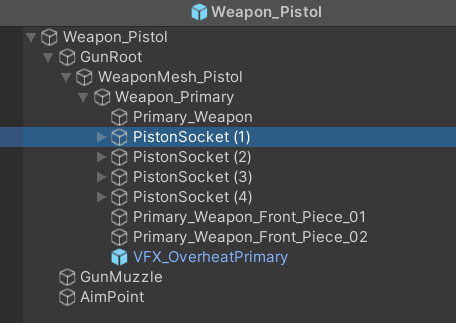 Weapon_Pistol
Weapon_Pistol
GunRoot
WeaponMesh_Pistol
Weapon_Primary
Primary_Weapon
PistonSocket (1)
PistonSocket (2)
PistonSocket (3)
PistonSocket (4)
Primary_Weapon_Front_Piece_01
Primary_Weapon_Front_Piece_02
VFX_OverheatPrimary
GunMuzzle
AimPoint